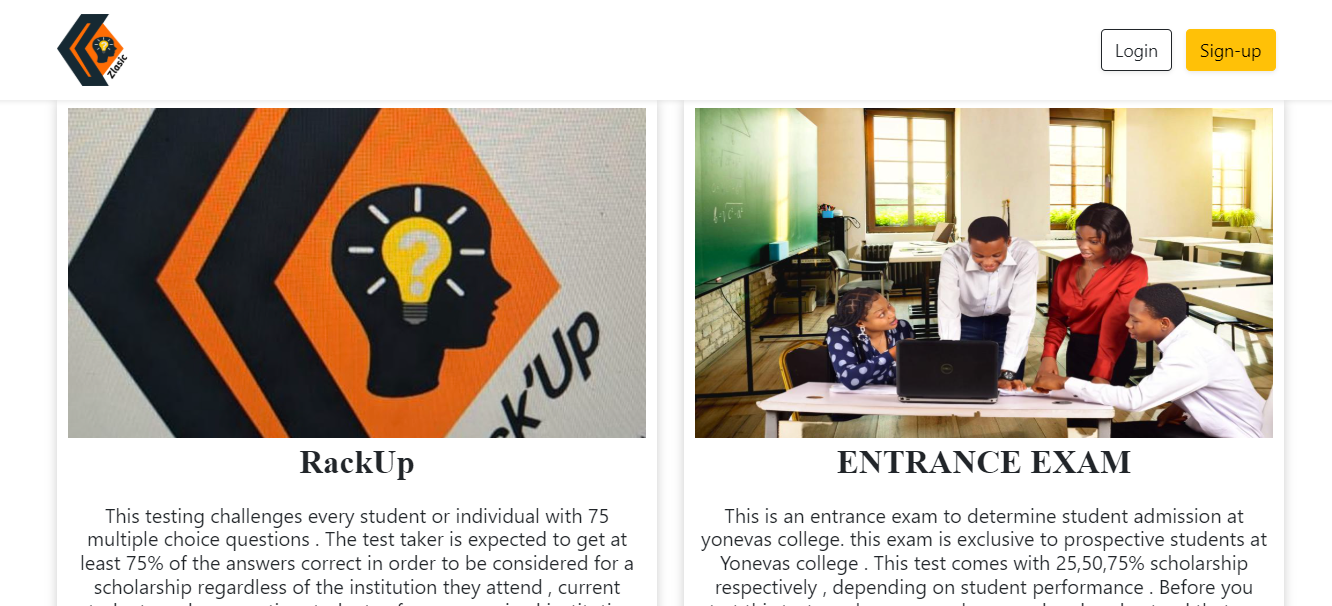 Zlasic
Login
Sign-up
ck'Up
RackUp
This testing challenges every student or individual with 75
multiple choice questions . The test taker is expected to get at
least 75% of the answers correct in order to be considered for a
scholarship regardless of the institution they attend , current
ENTRANCE EXAM
This is an entrance exam to determine student admission at
yonevas college. this exam is exclusive to prospective students at
Yonevas college . This test comes with 25,50,75% scholarship
respectively , depending on student performance . Before you